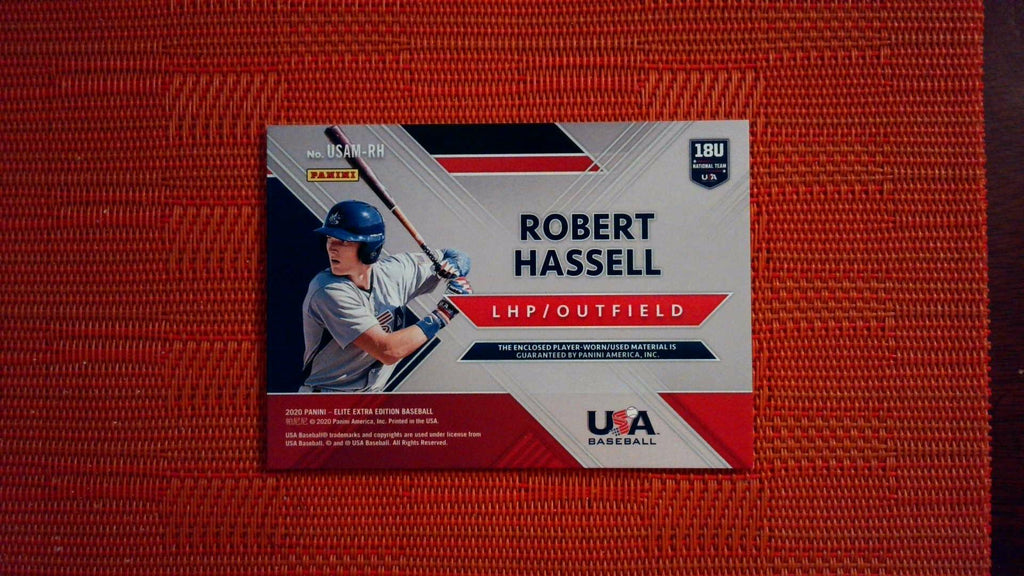 No. USAM-RH
PANINI
18U
NATIONAL TEAM
USA
ROBERT
HASSELL
LHP/OUTFIELD
THE ENCLOSED PLAYER-WORN/USED MATERIAL IS
GUARANTEED BY PANINI AMERICA, INC.
2020 PANINI – ELITE EXTRA EDITION BASEBALL
© 2020 Panini America, Inc. Printed in the USA.
USA Baseball® trademarks and copyrights are used under license from
USA Baseball. © and ® USA Baseball. All Rights Reserved.
USA
BASEBALL